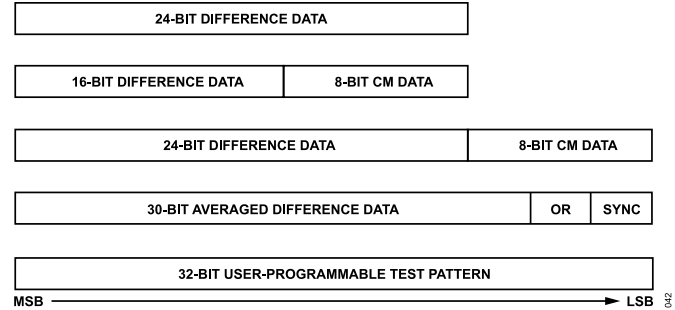 24-BIT DIFFERENCE DATA
16-BIT DIFFERENCE DATA 8-BIT CM DATA
24-BIT DIFFERENCE DATA 8-BIT CM DATA
30-BIT AVERAGED DIFFERENCE DATA OR SYNC
32-BIT USER-PROGRAMMABLE TEST PATTERN
MSB LSB
042